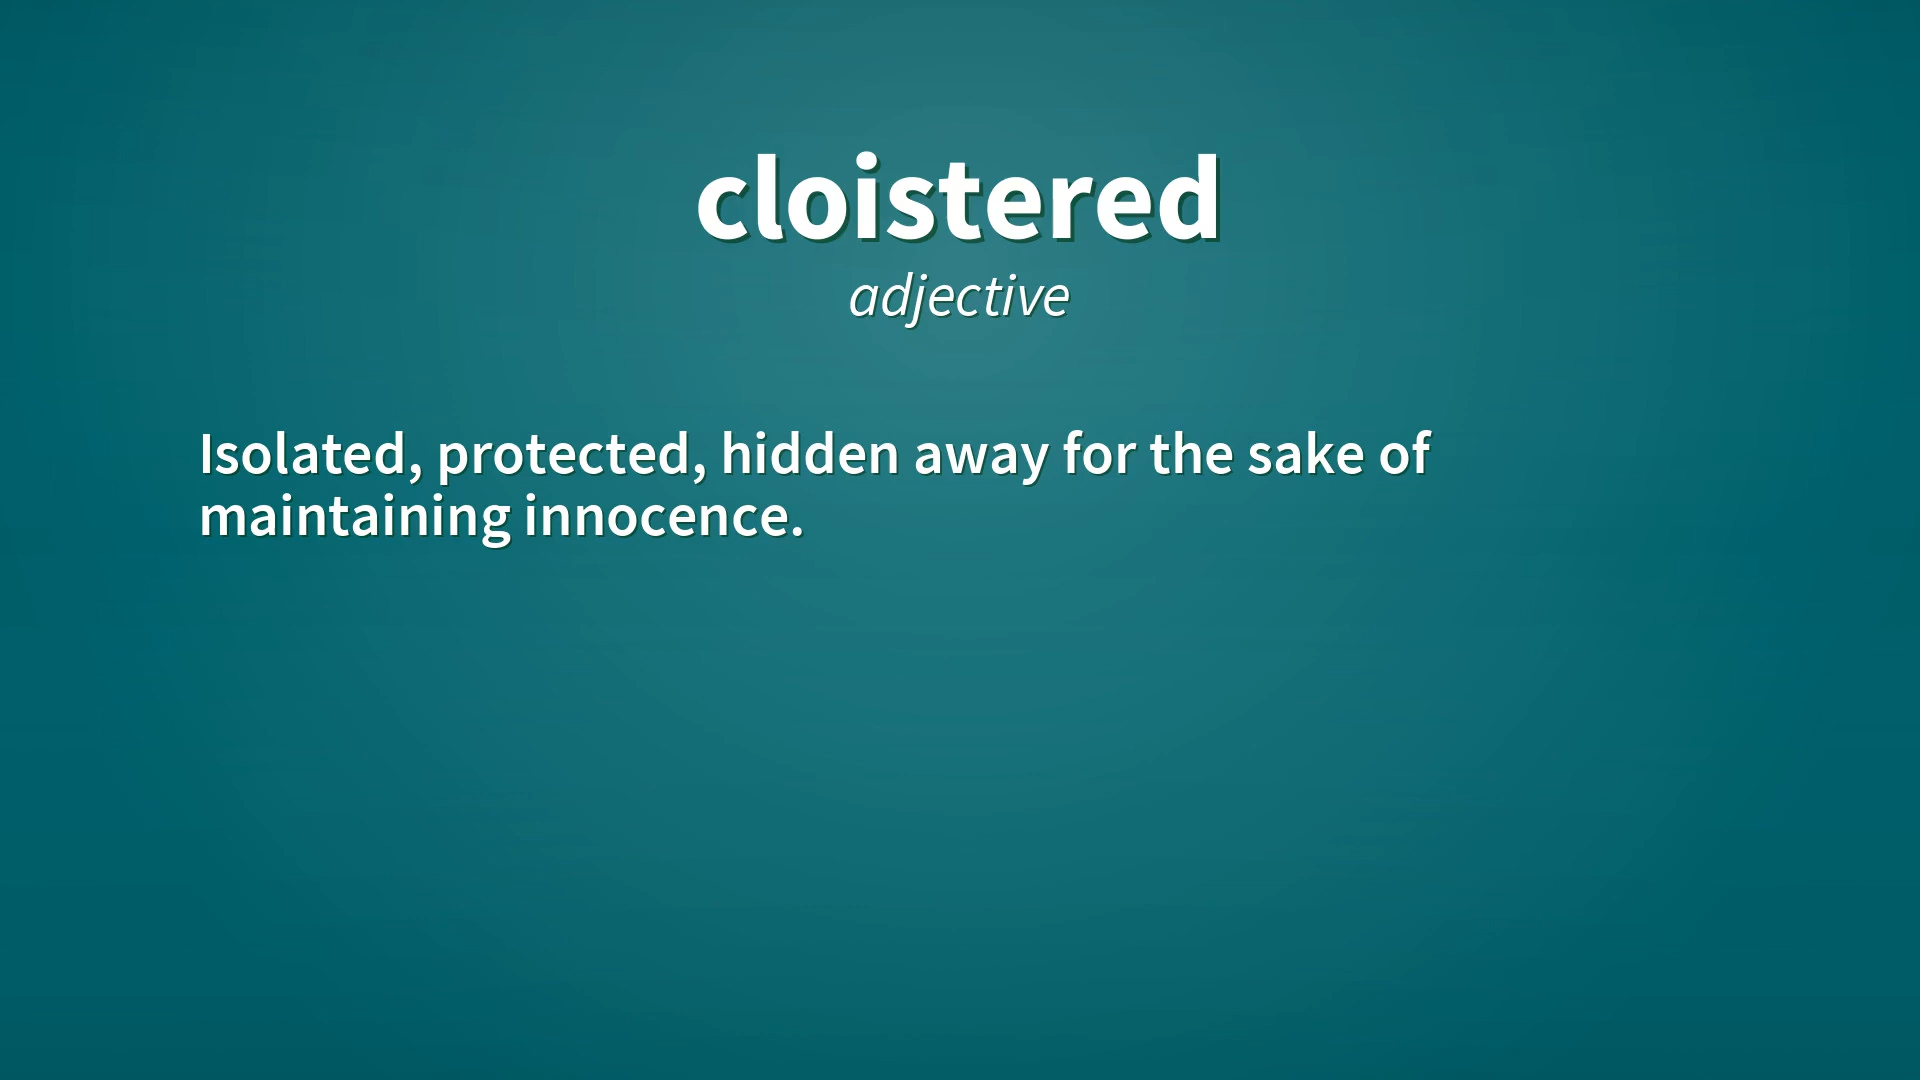 cloistered
adjective
Isolated, protected, hidden away for the sake of
maintaining innocence.